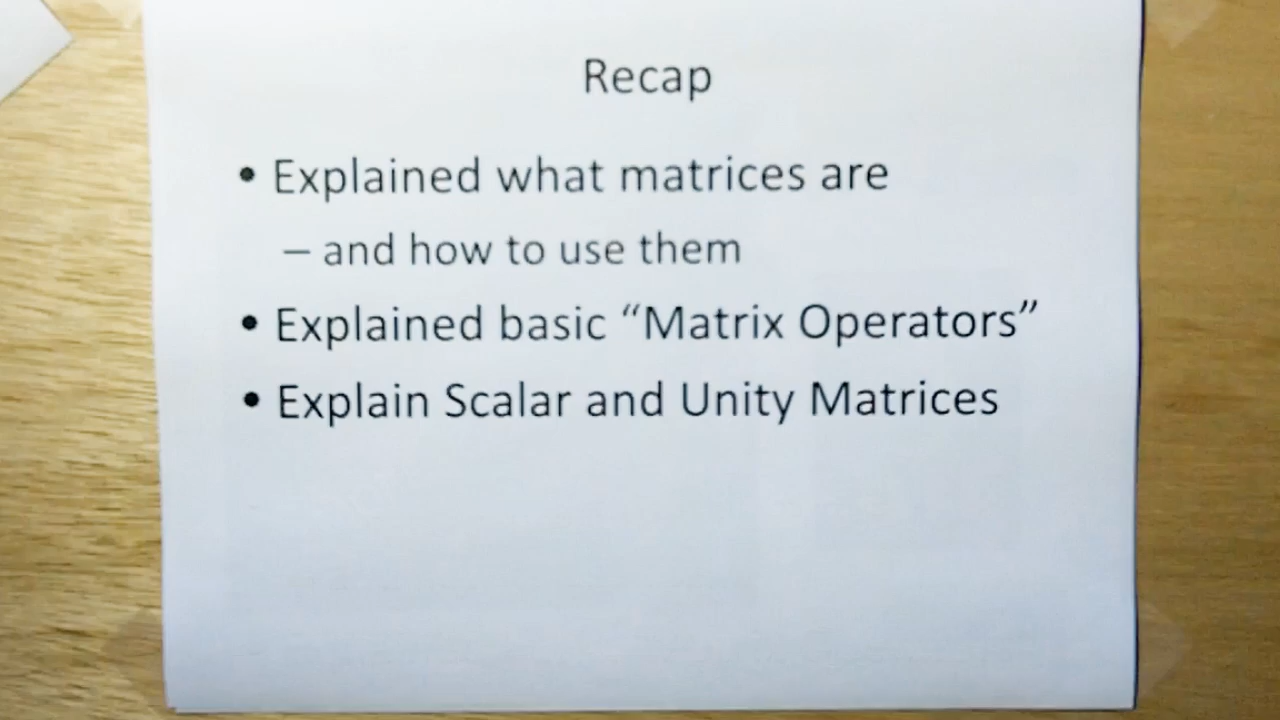 Recap
• Explained what matrices are
– and how to use them
• Explained basic “Matrix Operators”
• Explain Scalar and Unity Matrices